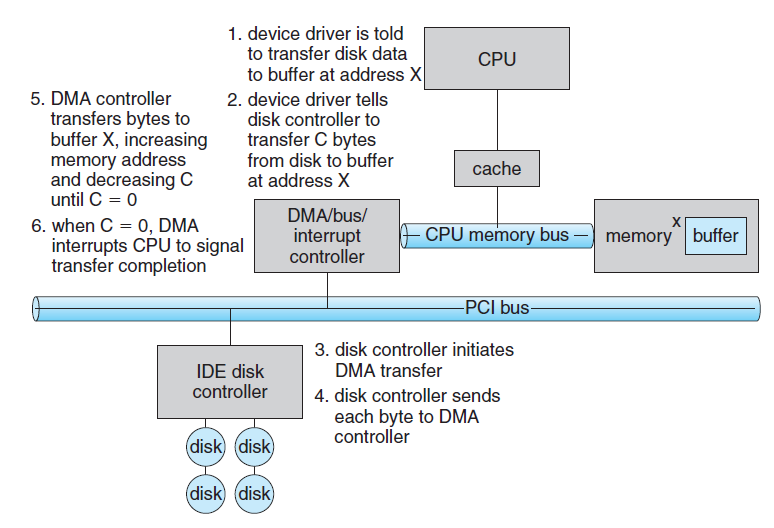 1. device driver is told
to transfer disk data
to buffer at address X
2. device driver tells
disk controller to
transfer C bytes
from disk to buffer
at address X
5. DMA controller
transfers bytes to
buffer X, increasing
memory address
and decreasing C
until C = 0
6. when C = 0, DMA
interrupts CPU to signal
transfer completion
CPU
cache
DMA/bus/
interrupt
controller
CPU memory bus
memory
X
buffer
PCI bus
IDE disk
controller
3. disk controller initiates
DMA transfer
4. disk controller sends
each byte to DMA
controller
disk
disk
disk
disk